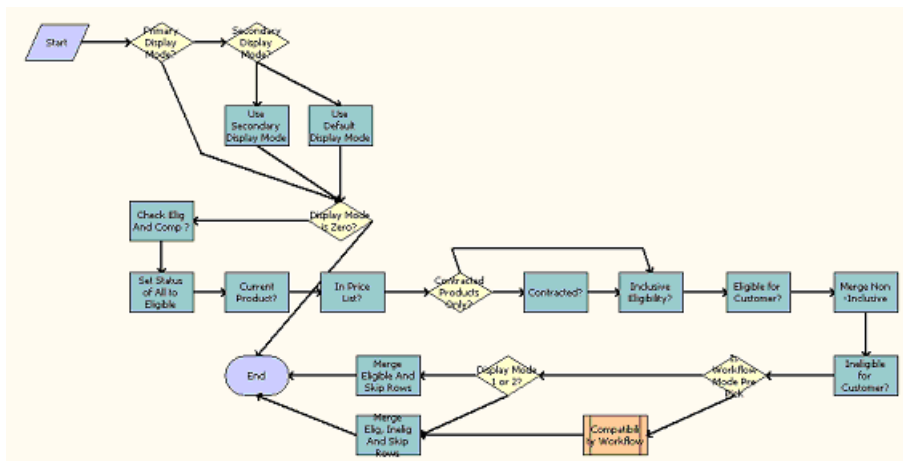 Start
Primary
Display
Mode?
Secondary
Display
Mode?
Use
Secondary
Display Mode
Use
Default
Display Mode
Check Elig
And Comp ?
Display Mode
is Zero?
Set Status
of All to
Eligible
Current
Product?
In Price
List?
Contracted
Products
Only?
Contracted?
Inclusive
Eligibility?
Eligible for
Customer?
Merge Non
-Inclusive
End
Merge
Eligible And
Skip Rows
Display Mode
1 or 2?
Is
Workflow
Mode Pre
Pick
Ineligible
for
Customer?
Merge
Elig, Inelig
And Skip
Rows
Compatibili
ty Workflow